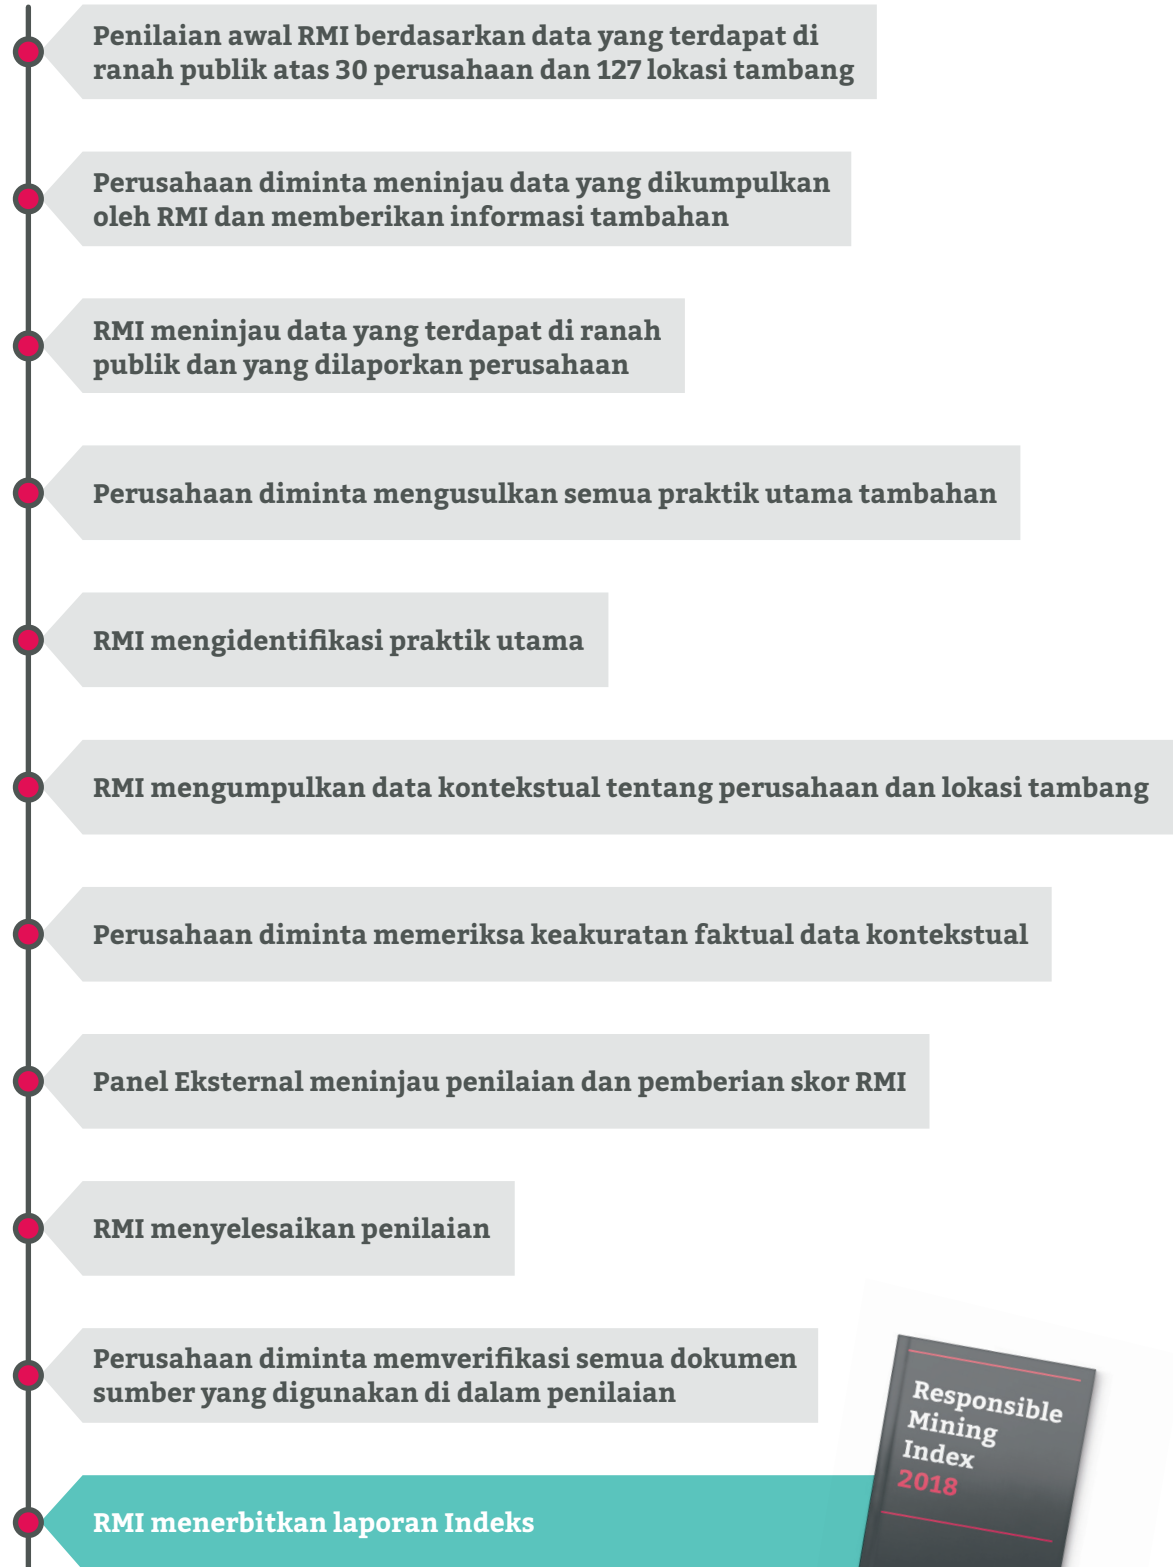 Penilaian awal RMI berdasarkan data yang terdapat di
ranah publik atas 30 perusahaan dan 127 lokasi tambang
Perusahaan diminta meninjau data yang dikumpulkan
oleh RMI dan memberikan informasi tambahan
RMI meninjau data yang terdapat di ranah
publik dan yang dilaporkan perusahaan
Perusahaan diminta mengusulkan semua praktik utama tambahan
RMI mengidentifikasi praktik utama
RMI mengumpulkan data kontekstual tentang perusahaan dan lokasi tambang
Perusahaan diminta memeriksa keakuratan faktual data kontekstual
Panel Eksternal meninjau penilaian dan pemberian skor RMI
RMI menyelesaikan penilaian
Perusahaan diminta memverifikasi semua dokumen
sumber yang digunakan di dalam penilaian
RMI menerbitkan laporan Indeks
Responsible
Mining
Index
2018